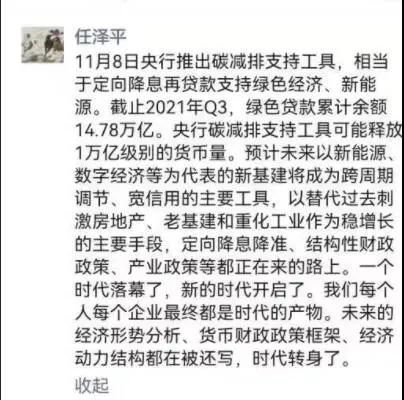 任泽平
11月8日央行推出碳减排支持工具，相当
于定向降息再贷款支持绿色经济、新能
源。截止2021年Q3，绿色贷款累计余额
14.78万亿。央行碳减排支持工具可能释放
1万亿级别的货币量。预计未来以新能源、
数字经济等为代表的新基建将成为跨周期
调节、宽信用的主要工具，以替代过去刺
激房地产、老基建和重化工业作为稳增长
的主要手段，定向降息降准、结构性财政
政策、产业政策等都正在来的路上。一个
时代落幕了，新的时代开启了。我们每个
人每个企业最终都是时代的产物。未来的
经济形势分析、货币财政政策框架、经济
动力结构都在被还写，时代转身了。
收起